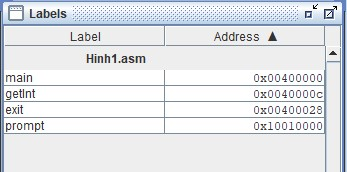 Labels
Label Address ▲
Hinh1.asm
main 0x00400000
getInt 0x0040000c
exit 0x00400028
prompt 0x10010000